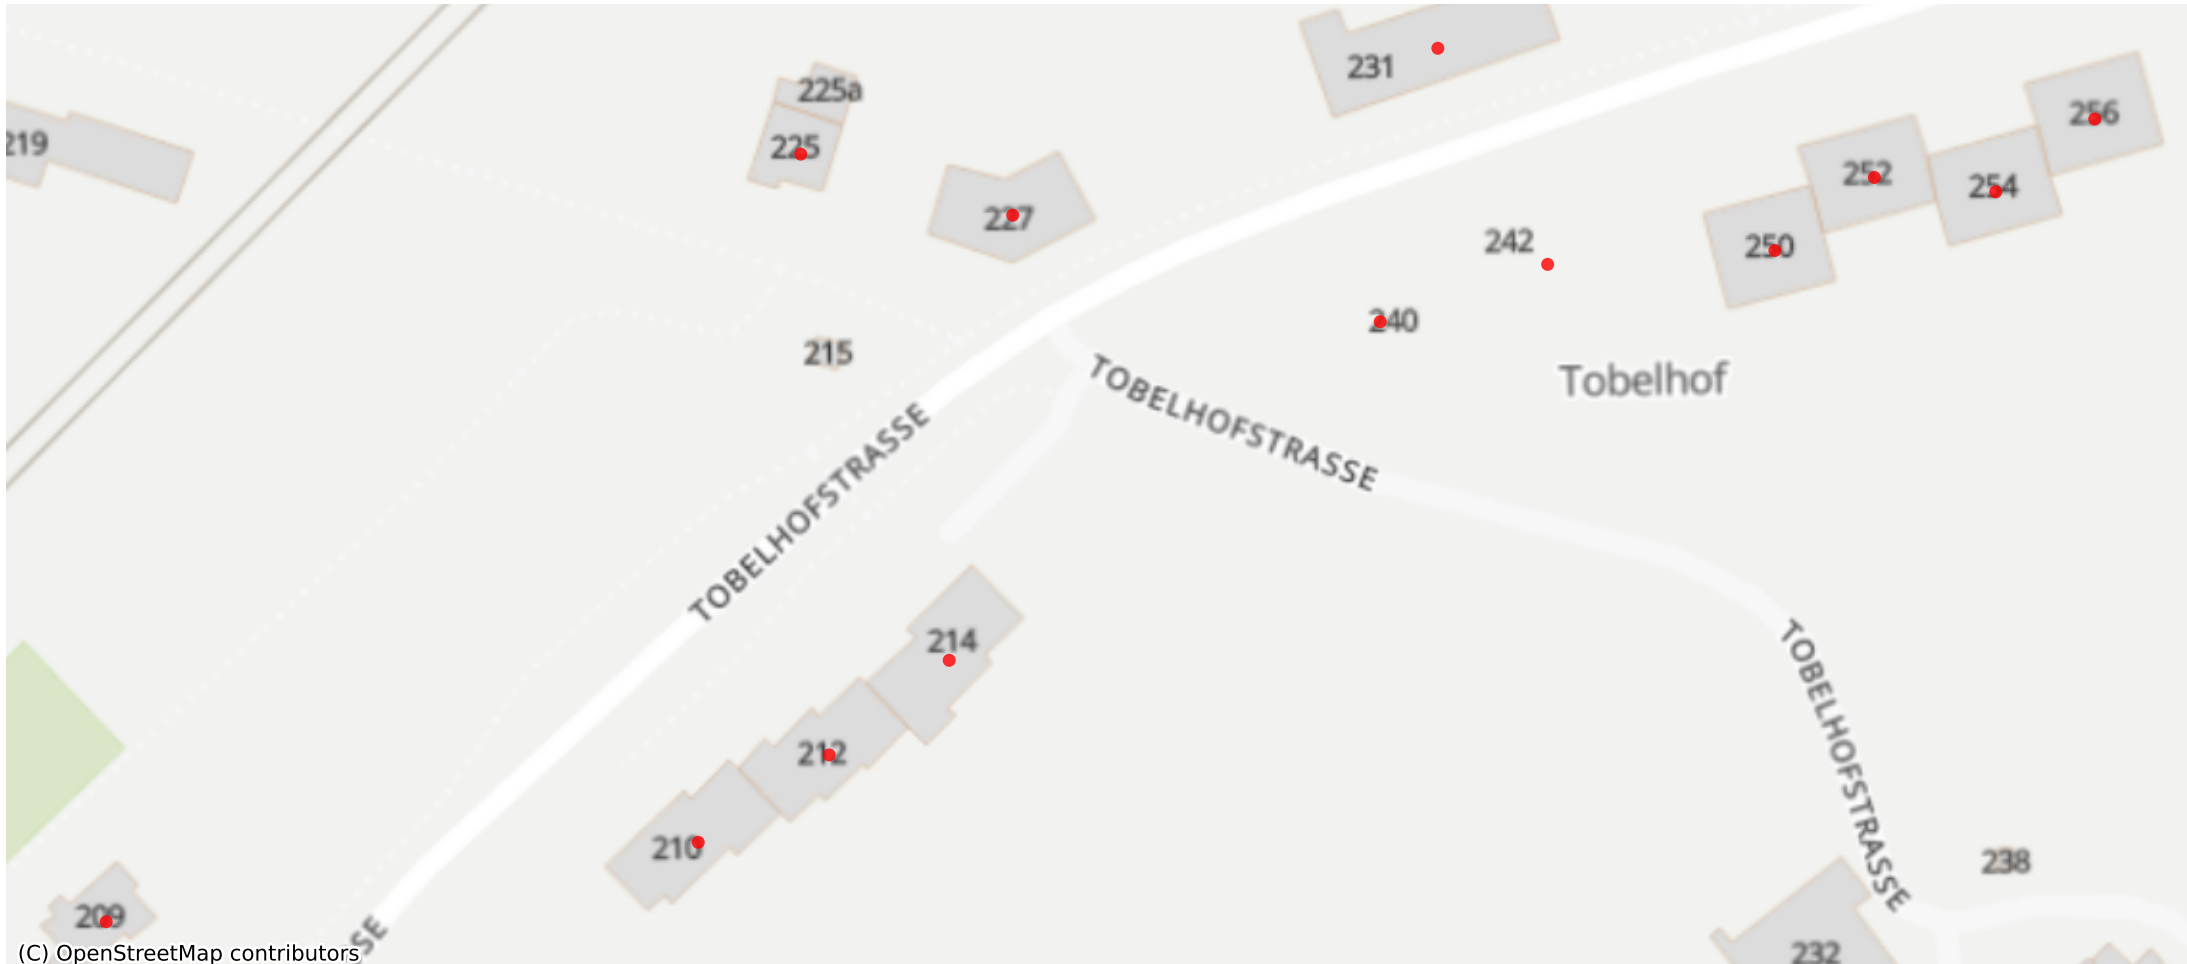 231
225a
256
219
225
252
254
227
242
250
240
215
TOBELHOFSTRASSE
Tobelhof
TOBELHOFSTRASSE
214
TOBELHOFSTRASSE
212
210
238
209
SE
232
(C) OpenStreetMap contributors